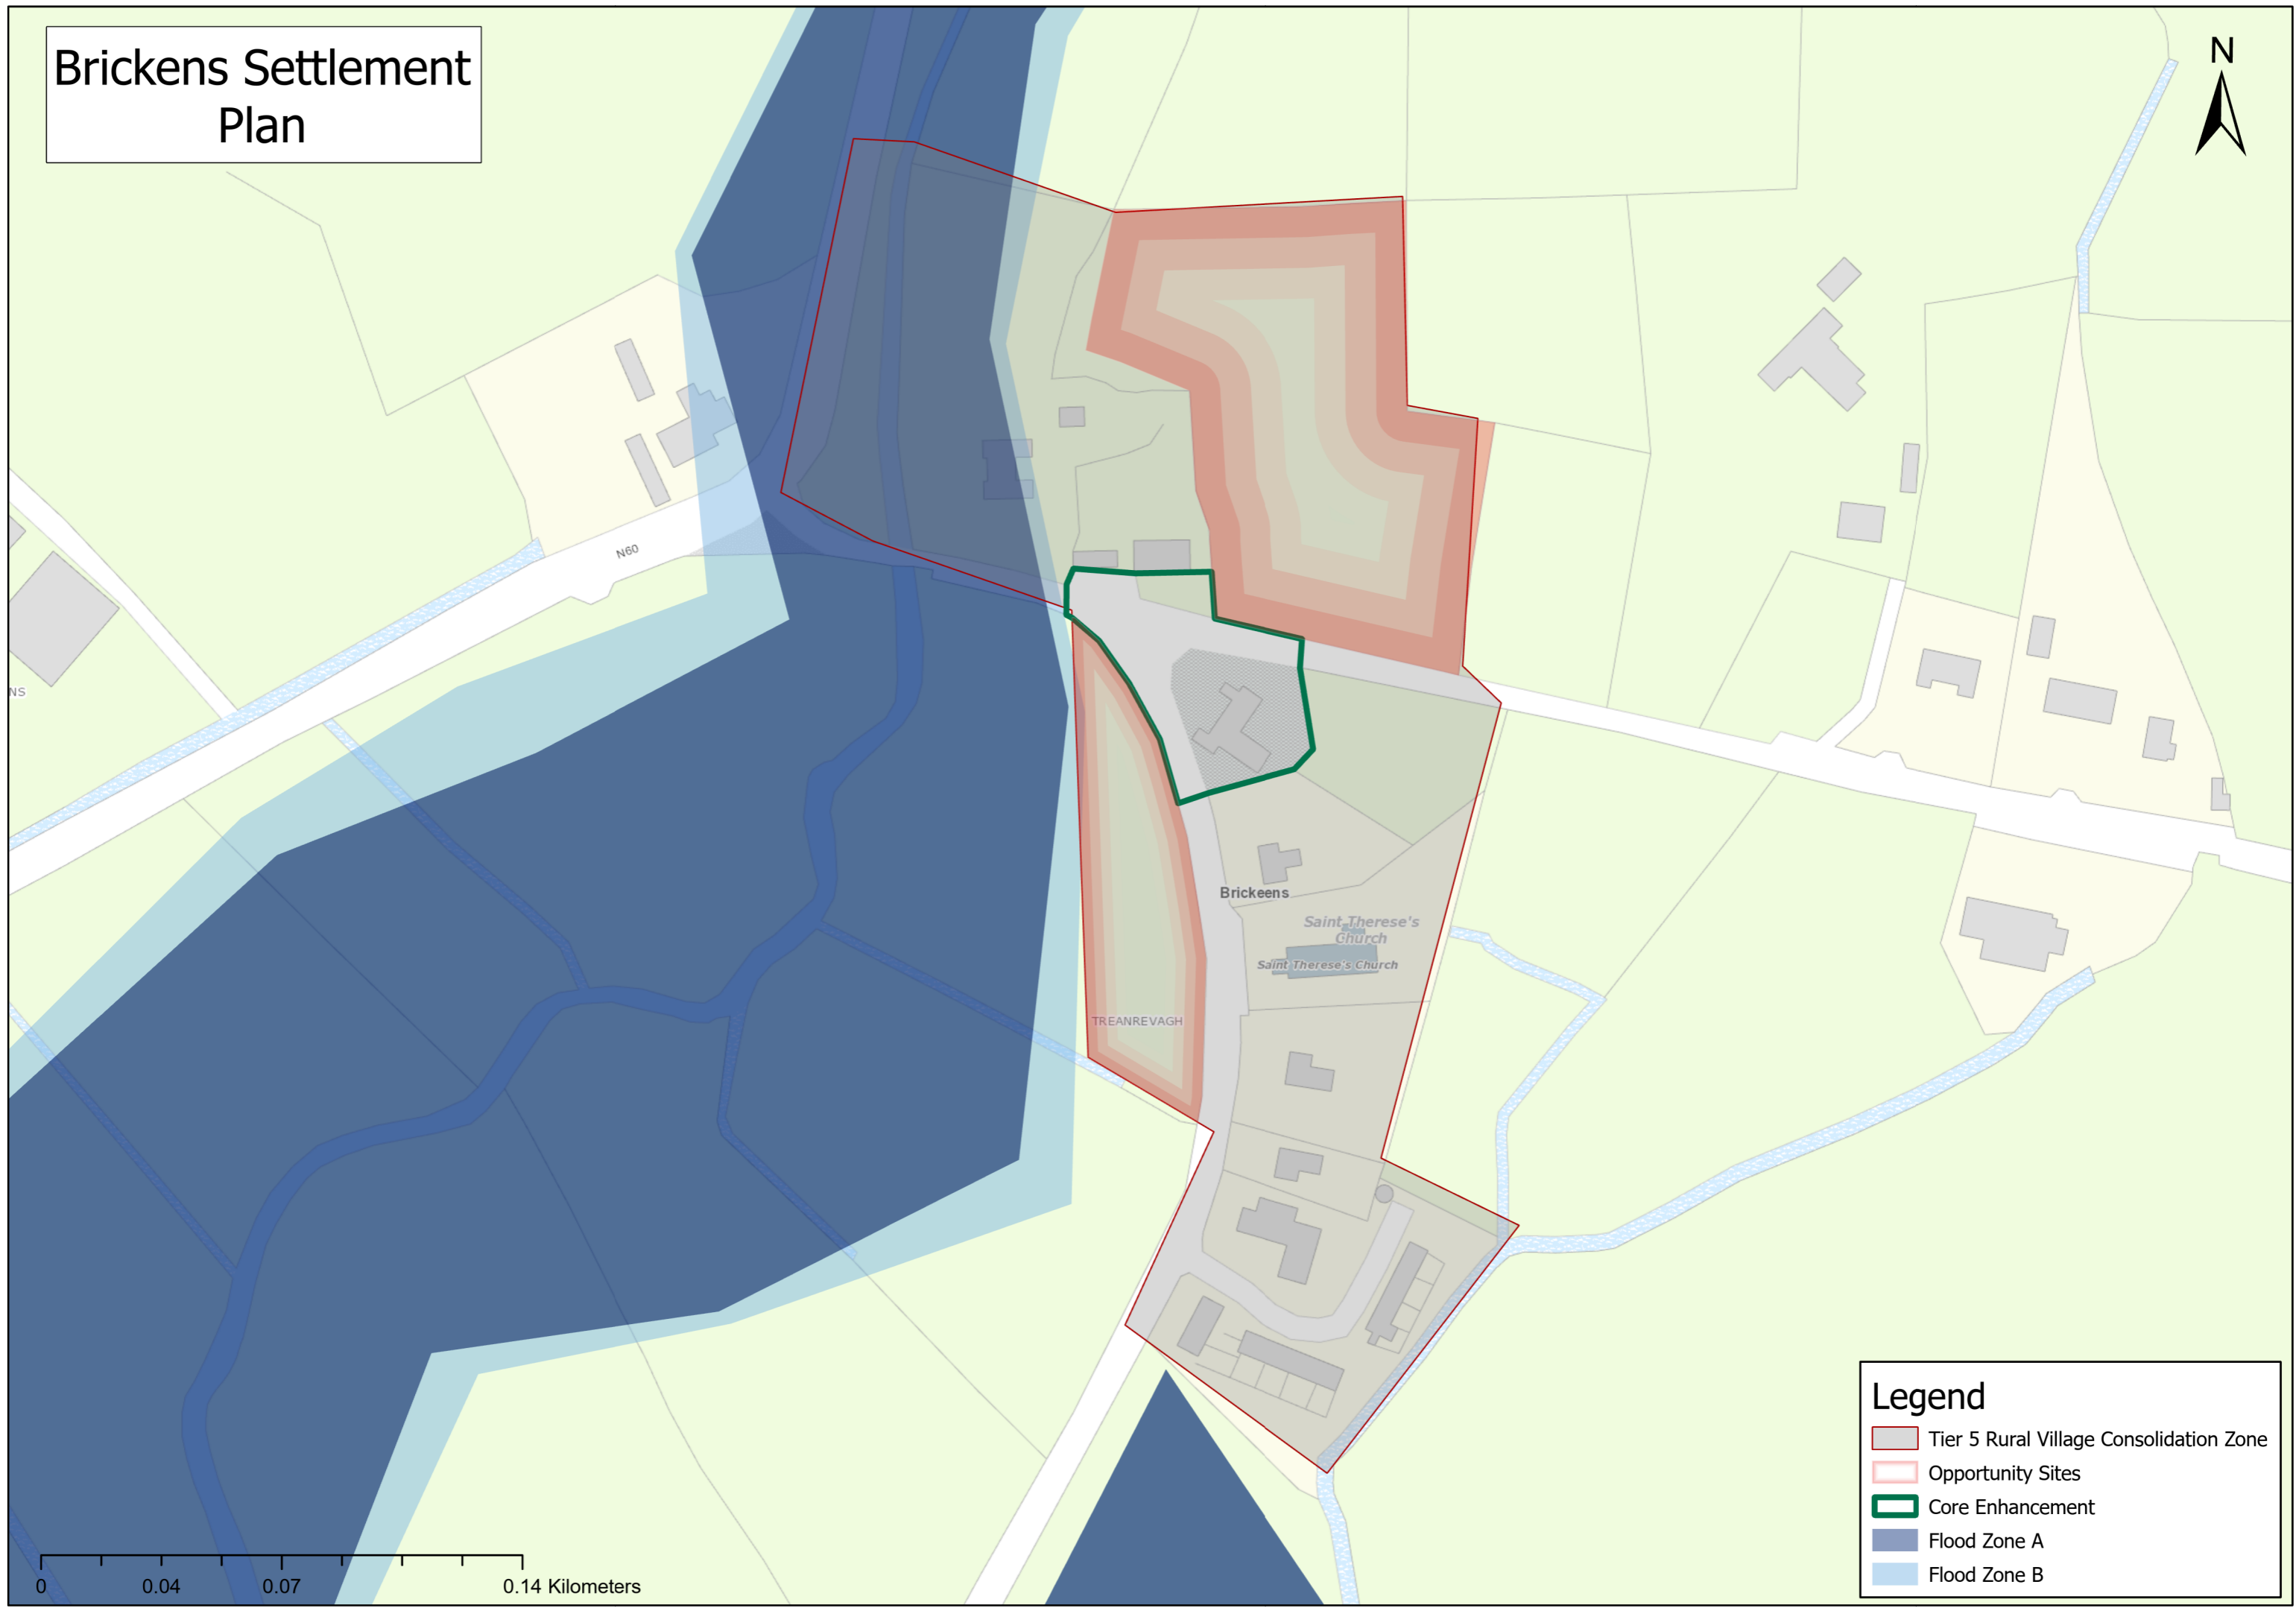 Brickens Settlement
Plan
N
N60
NS
Brickeens
Saint Therese's
Church
Saint Therese's Church
TREANREVAGH
Legend
Tier 5 Rural Village Consolidation Zone
Opportunity Sites
Core Enhancement
Flood Zone A
Flood Zone B
0 0.04 0.07 0.14 Kilometers